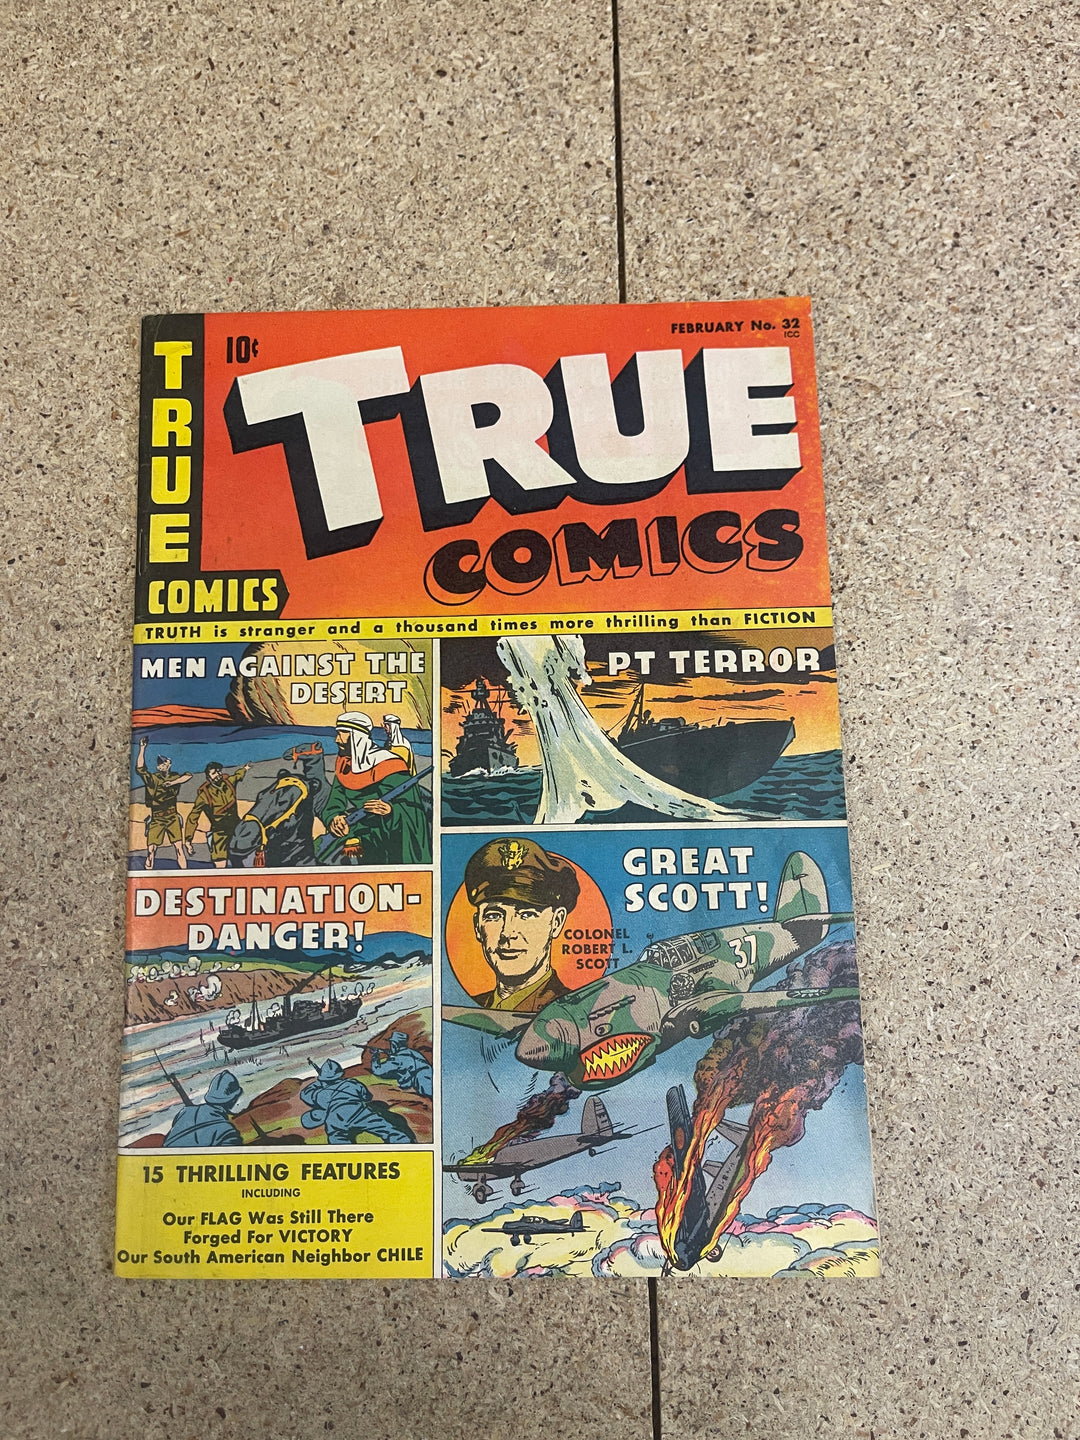 FEBRUARY No. 32
ICC
10¢
TRUE
COMICS
TRUE
COMICS
TRUTH is stranger and a thousand times more thrilling than FICTION
MEN AGAINST THE
DESERT
PT TERROR
DESTINATION-
DANGER!
GREAT
SCOTT!
COLONEL
ROBERT L.
SCOTT
37
15 THRILLING FEATURES
INCLUDING
Our FLAG Was Still There
Forged For VICTORY
Our South American Neighbor CHILE